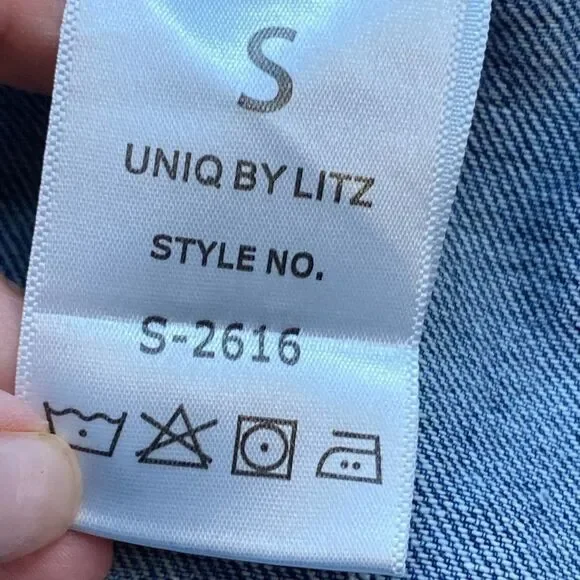 S
UNIQ BY LITZ
STYLE NO.
S-2616